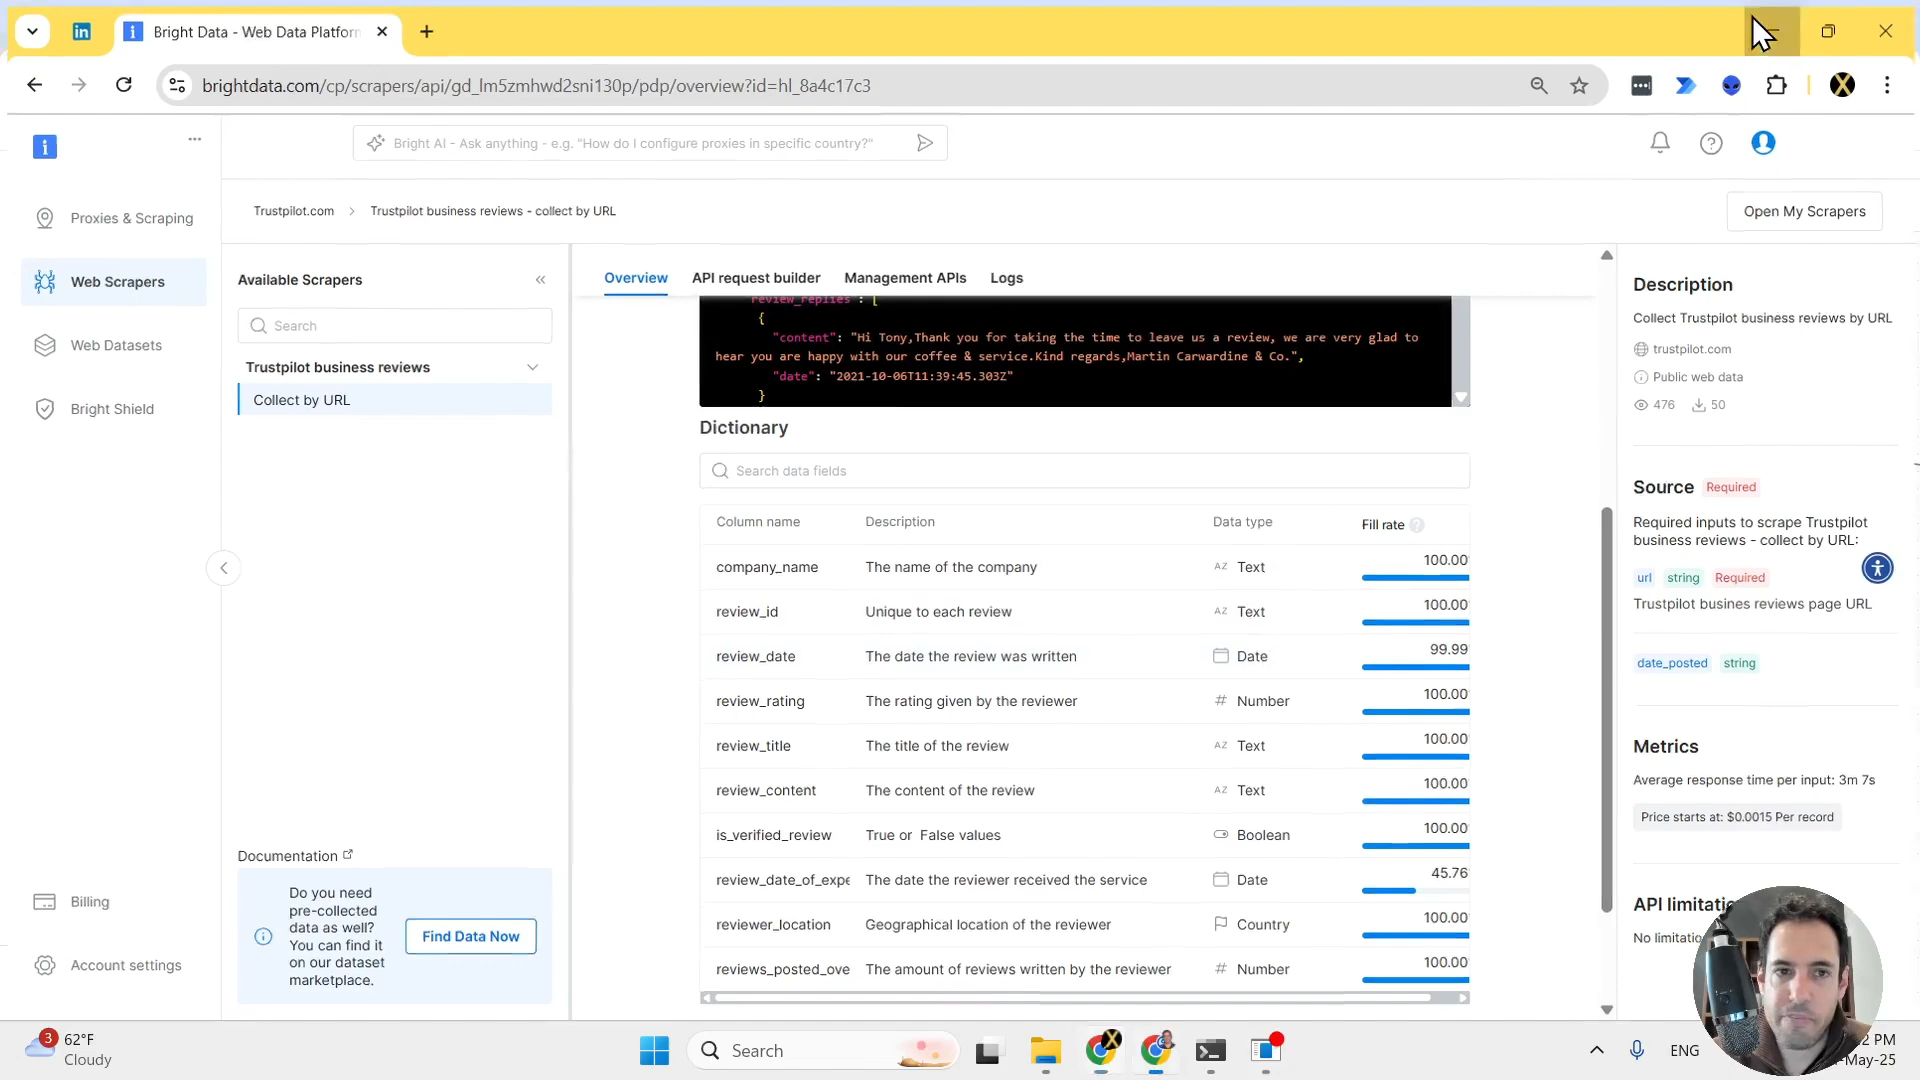 in
Bright Data - Web Data Platform
brightdata.com/cp/scrapers/api/gd_lm5zmhwd2sni130p/pdp/overview?id=hl_8a4c17c3
X
i
Bright AI - Ask anything - e.g. "How do I configure proxies in specific country?"
Trustpilot.com > Trustpilot business reviews - collect by URL
Open My Scrapers
Proxies & Scraping
Web Scrapers
Web Datasets
Bright Shield
Billing
Account settings
Available Scrapers
Search
Trustpilot business reviews
Collect by URL
Documentation
Do you need
pre-collected
data as well?
You can find it
on our dataset
marketplace.
Find Data Now
Overview
API request builder
Management APIs
Logs
review_replies": [
{
"content": "Hi Tony,Thank you for taking the time to leave us a review, we are very glad to
hear you are happy with our coffee & service.Kind regards,Martin Carwardine & Co.",
"date": "2021-10-06T11:39:45.303Z"
}
Dictionary
Search data fields
Column name Description Data type Fill rate ?
company_name The name of the company AZ Text 100.00
review_id Unique to each review AZ Text 100.00
review_date The date the review was written Date 99.99
review_rating The rating given by the reviewer # Number 100.00
review_title The title of the review AZ Text 100.00
review_content The content of the review AZ Text 100.00
is_verified_review True or False values Boolean 100.00
review_date_of_expe The date the reviewer received the service Date 45.76
reviewer_location Geographical location of the reviewer Country 100.00
reviews_posted_ove The amount of reviews written by the reviewer # Number 100.00
Description
Collect Trustpilot business reviews by URL
trustpilot.com
Public web data
476 50
Source Required
Required inputs to scrape Trustpilot
business reviews - collect by URL:
url string Required
Trustpilot busines reviews page URL
date_posted string
Metrics
Average response time per input: 3m 7s
Price starts at: $0.0015 Per record
API limitatio
No limitation
3
62°F
Cloudy
Search
X
ENG
2 PM
-May-25